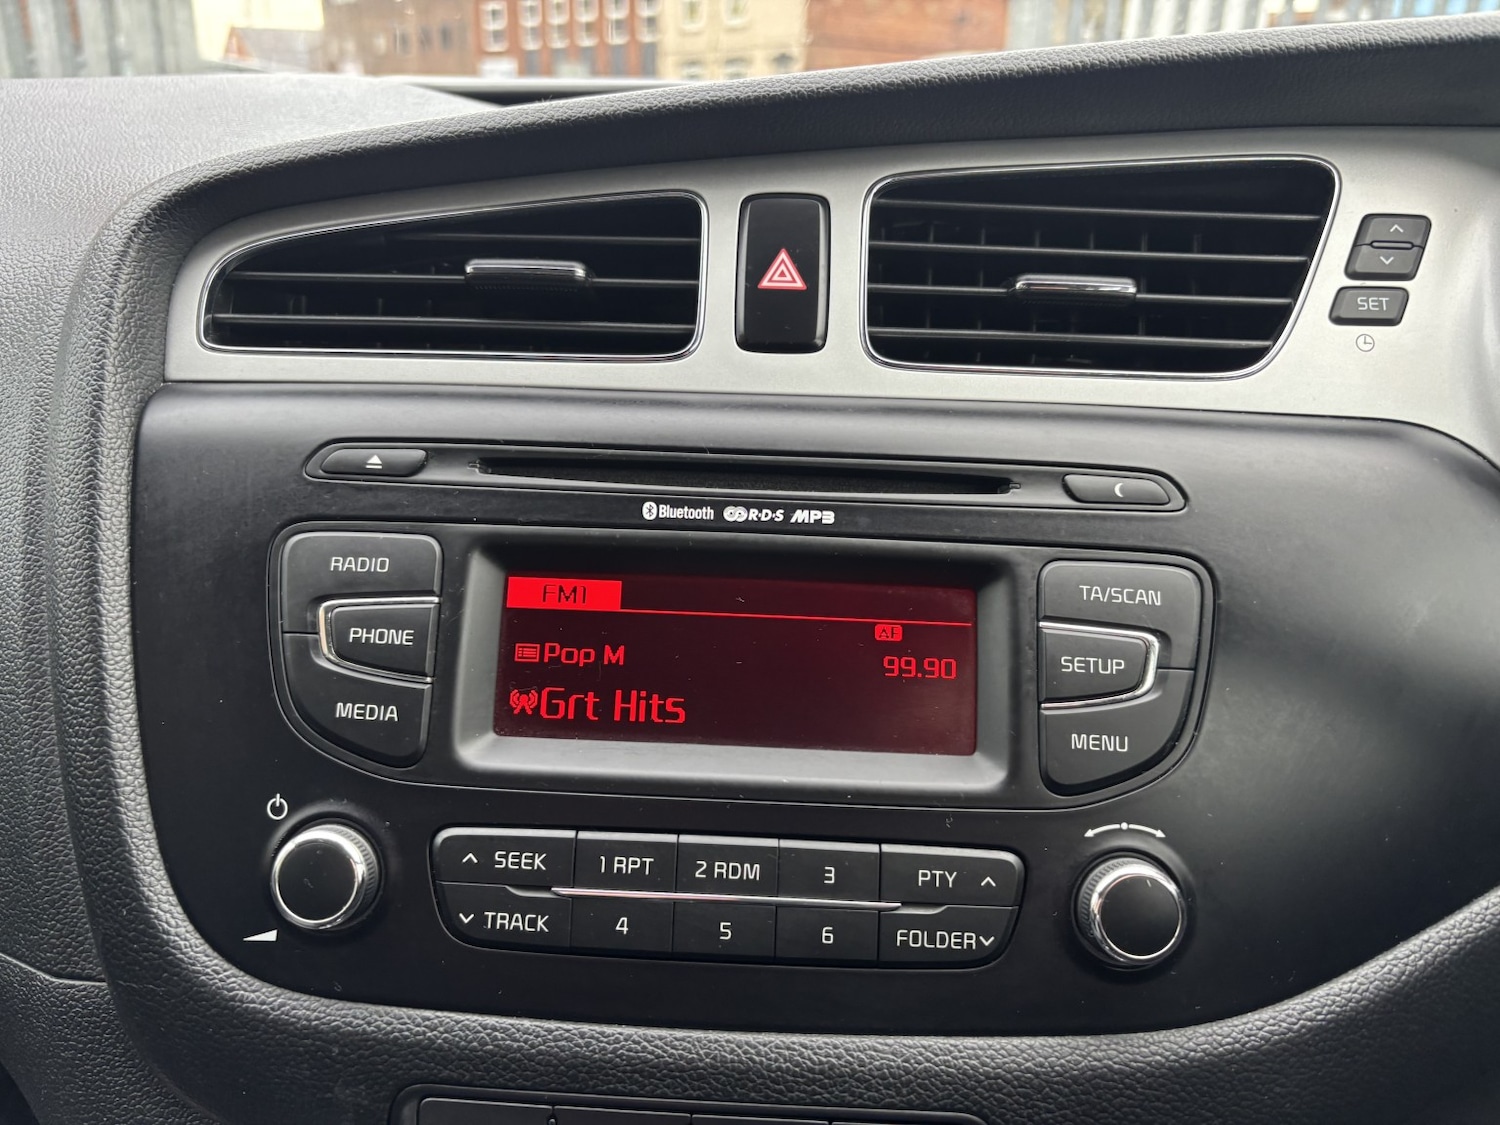 SET
Bluetooth R·D·S MP3
RADIO
PHONE
MEDIA
FM1
AF
Pop M
99.90
Grt Hits
TA/SCAN
SETUP
MENU
SEEK
1 RPT
2 RDM
3
PTY
TRACK
4
5
6
FOLDER